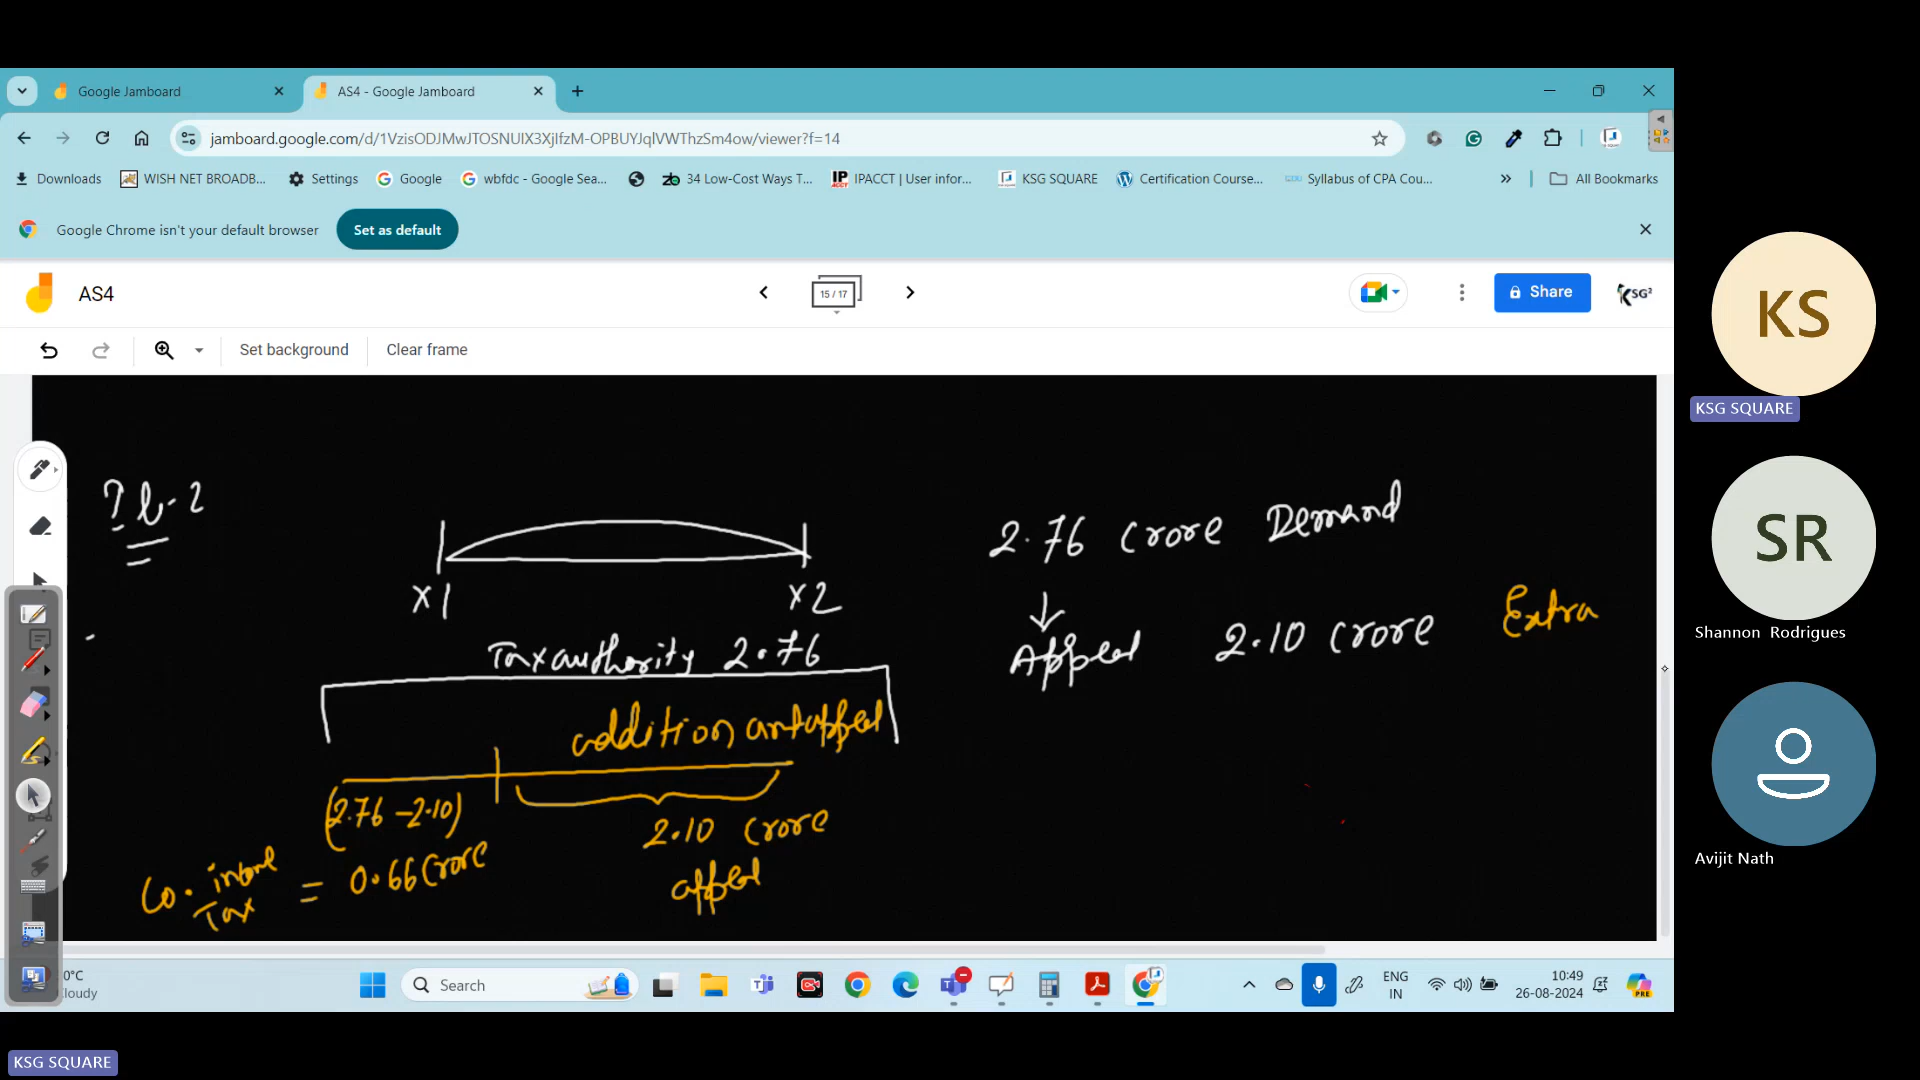 Google Jamboard
AS4 - Google Jamboard
jamboard.google.com/d/1VzisODJMwJTOSNUlX3XjIfzM-OPBUYJqlVWThzSm4ow/viewer?f=14
Downloads WISH NET BROADB... Settings Google wbfdc - Google Sea... 34 Low-Cost Ways T... IPACCT | User infor... KSG SQUARE Certification Course... Syllabus of CPA Cou... » All Bookmarks
Google Chrome isn't your default browser Set as default
AS4
15 / 17
Share
KSG²
Set background Clear frame
2.76 Crore Demand
x1 x2
Extra
Appeal 2.10 Crore
Tax authority 2.76
addition appeal
(2.76 - 2.10)
2.10 Crore
appeal
Co. Tax = 0.66 Crore
KS
KSG SQUARE
SR
Shannon Rodrigues
Avijit Nath
0°C
Cloudy
Search
ENG
IN
10:49
26-08-2024
PRE
KSG SQUARE